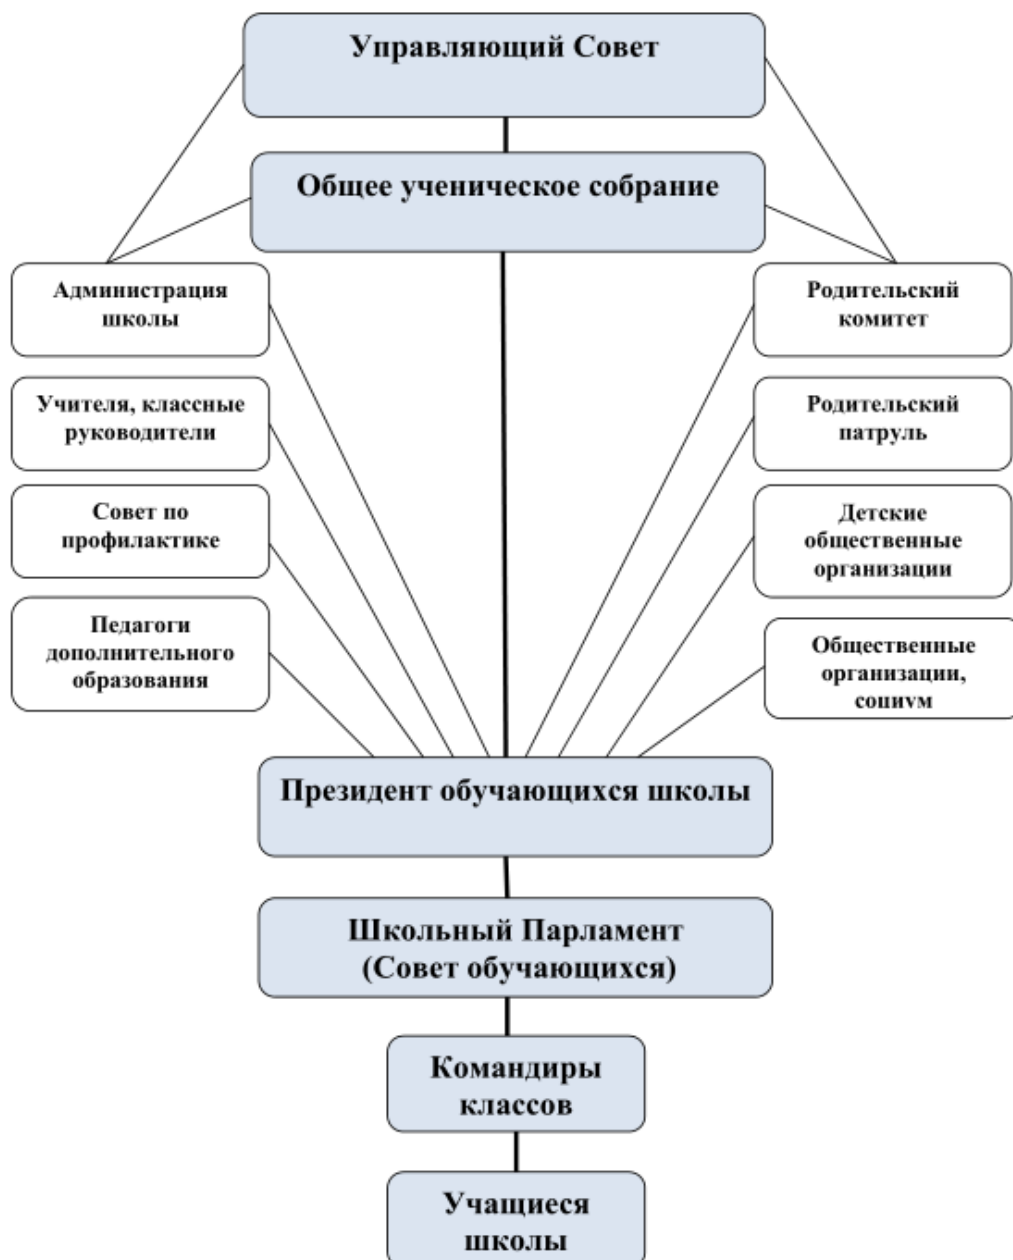 Управляющий Совет
Общее ученическое собрание
Администрация
школы
Родительский
комитет
Учителя, классные
руководители
Родительский
патруль
Совет по
профилактике
Детские
общественные
организации
Педагоги
дополнительного
образования
Общественные
организации,
социум
Президент обучающихся школы
Школьный Парламент
(Совет обучающихся)
Командиры
классов
Учащиеся
школы